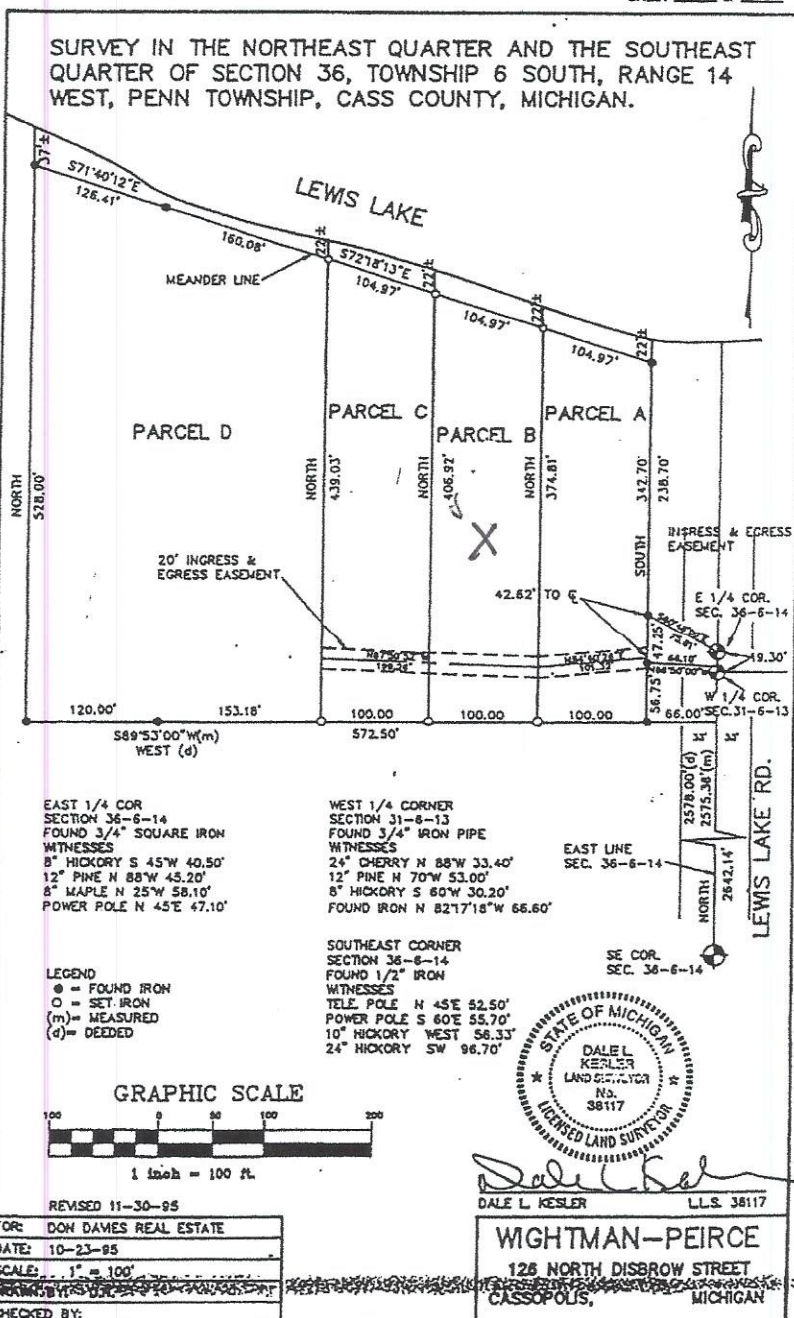 SURVEY IN THE NORTHEAST QUARTER AND THE SOUTHEAST
QUARTER OF SECTION 36, TOWNSHIP 6 SOUTH, RANGE 14
WEST, PENN TOWNSHIP, CASS COUNTY, MICHIGAN.
37'±
S71°40'12"E
126.41'
LEWIS LAKE
160.08'
MEANDER LINE
22'±
S72°18'13"E
104.97'
22'±
104.97'
22'±
104.97'
22'±
PARCEL D
PARCEL C
PARCEL B
PARCEL A
NORTH
528.00'
NORTH
439.03'
NORTH
406.92'
NORTH
374.81'
SOUTH
342.70'
238.70'
X
20' INGRESS &
EGRESS EASEMENT
INGRESS & EGRESS
EASEMENT
42.62' TO ℄
E 1/4 COR.
SEC. 36-6-14
47.25'
66.10'
19.30'
56.75'
W 1/4 COR.
SEC.31-6-13
120.00'
153.18'
100.00
100.00
100.00
66.00'
S89°53'00"W(m)
WEST (d)
572.50'
2578.00'(d)
2575.38'(m)
EAST LINE
SEC. 36-6-14
NORTH
2642.14'
LEWIS LAKE RD.
SE COR.
SEC. 36-6-14
EAST 1/4 COR
SECTION 36-6-14
FOUND 3/4" SQUARE IRON
WITNESSES
8" HICKORY S 45°W 40.50'
12" PINE N 88°W 45.20'
8" MAPLE N 25°W 58.10'
POWER POLE N 45°E 47.10'
WEST 1/4 CORNER
SECTION 31-6-13
FOUND 3/4" IRON PIPE
WITNESSES
24" CHERRY N 88°W 33.40'
12" PINE N 70°W 53.00'
8" HICKORY S 60°W 30.20'
FOUND IRON N 82°17'18"W 66.60'
SOUTHEAST CORNER
SECTION 36-6-14
FOUND 1/2" IRON
WITNESSES
TELE. POLE N 45°E 52.50'
POWER POLE S 60°E 55.70'
10" HICKORY WEST 56.33'
24" HICKORY SW 96.70'
LEGEND
● = FOUND IRON
○ = SET IRON
(m)= MEASURED
(d)= DEEDED
STATE OF MICHIGAN
DALE L.
KESLER
LAND SURVEYOR
No.
38117
LICENSED LAND SURVEYOR
GRAPHIC SCALE
100 0 50 100 200
1 inch = 100 ft.
Dale L Kesler
DALE L. KESLER L.L.S. 38117
REVISED 11-30-95
FOR: DON DAVIES REAL ESTATE
DATE: 10-23-95
SCALE: 1" = 100'
CHECKED BY:
WIGHTMAN-PEIRCE
126 NORTH DISBROW STREET
CASSOPOLIS, MICHIGAN